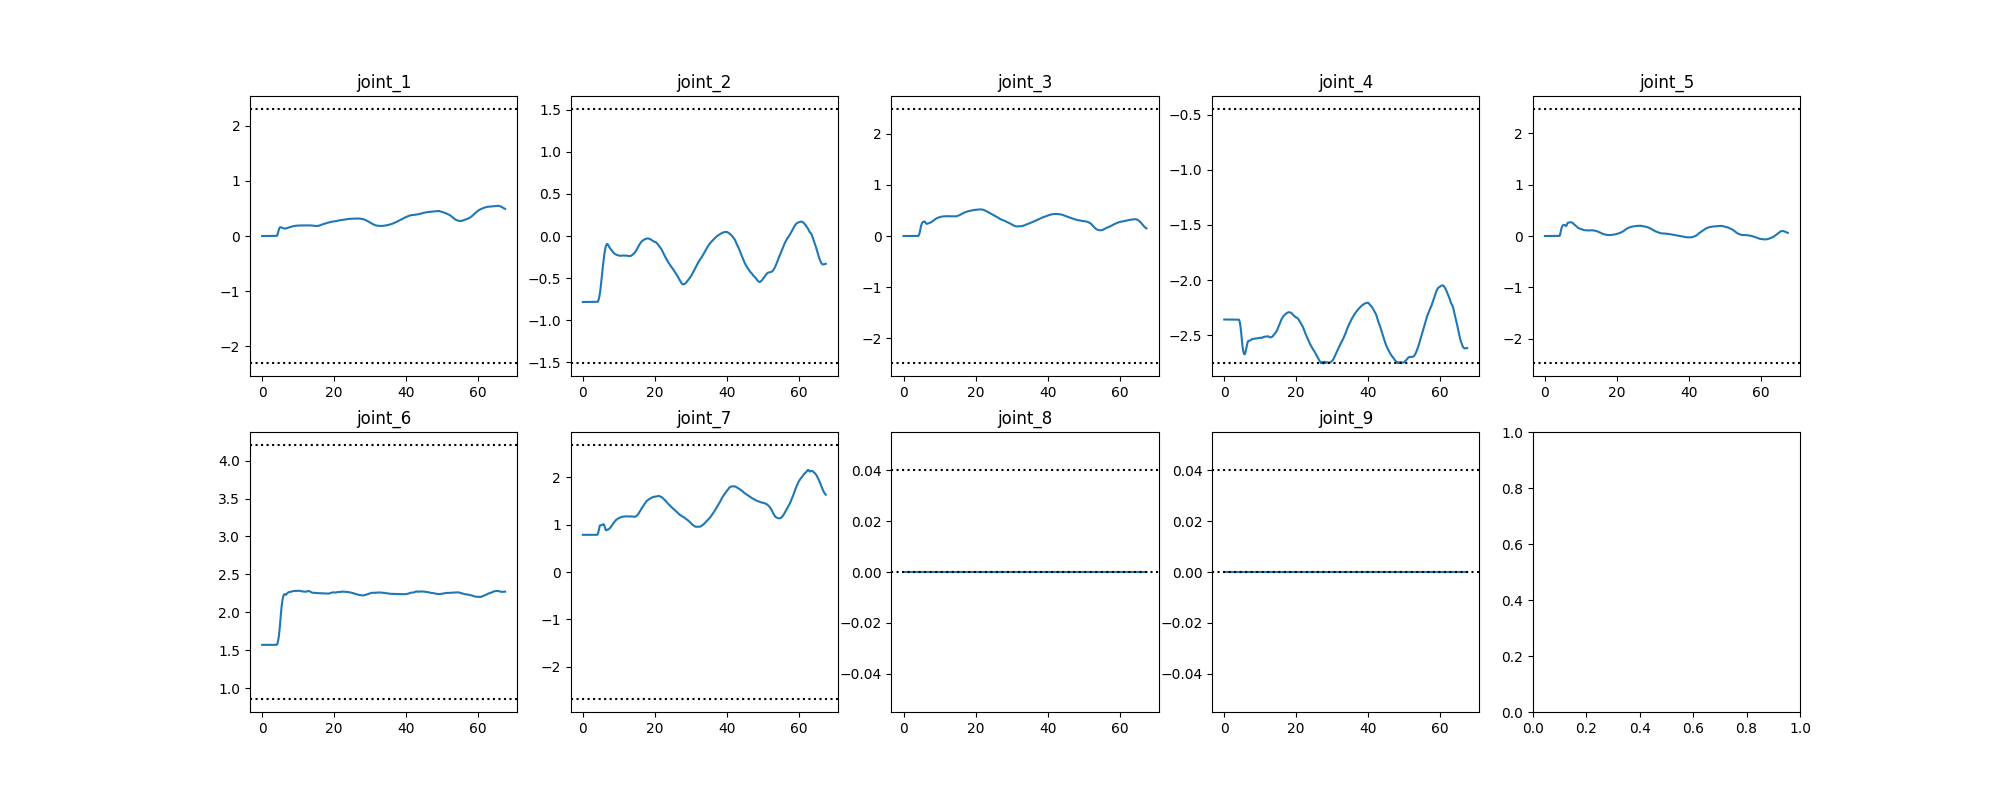 joint_1 joint_2 joint_3 joint_4 joint_5
2 1.5 2 −0.5 2
1 1.0 1 −1.0 1
0 0.5 0 −1.5 0
−1 0.0 −1 −2.0 −1
−2 −0.5 −2 −2.5 −2
−1.0
−1.5
0 20 40 60 0 20 40 60 0 20 40 60 0 20 40 60 0 20 40 60
joint_6 joint_7 joint_8 joint_9
4.0 2 0.04 0.04 1.0
3.5 1 0.02 0.02 0.8
3.0 0 0.00 0.00 0.6
2.5 −1 −0.02 −0.02 0.4
2.0 −2 −0.04 −0.04 0.2
1.5 0.0
1.0
0 20 40 60 0 20 40 60 0 20 40 60 0 20 40 60 0.0 0.2 0.4 0.6 0.8 1.0